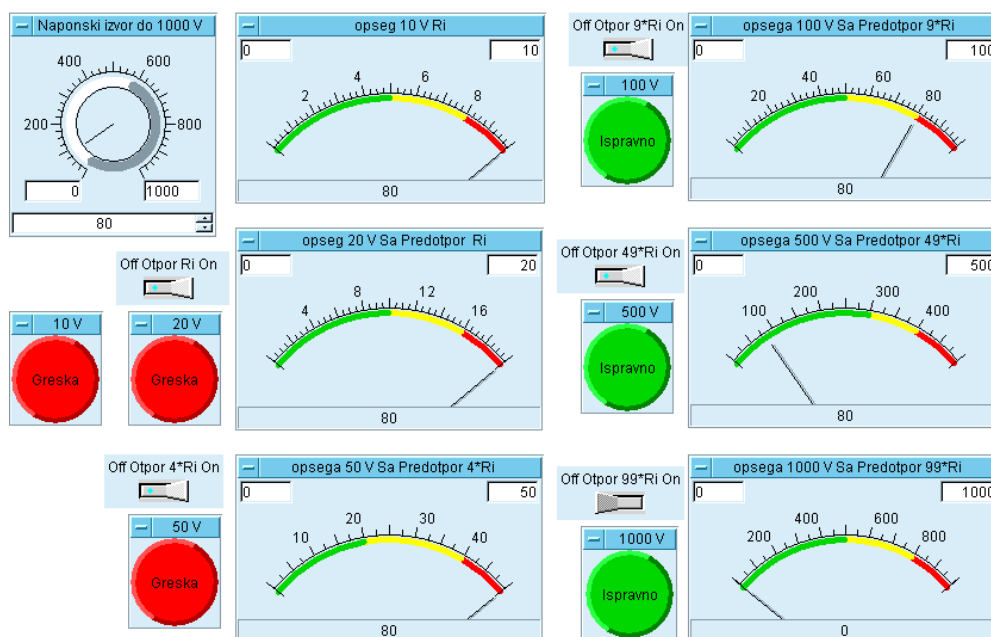 Naponski izvor do 1000 V
400 600
200 800
0 1000
80
opseg 10 V Ri
0 10
2 4 6 8
80
Off Otpor 9*Ri On
100 V
Ispravno
opsega 100 V Sa Predotpor 9*Ri
0 100
20 40 60 80
80
Off Otpor Ri On
10 V
Greska
20 V
Greska
opseg 20 V Sa Predotpor Ri
0 20
4 8 12 16
80
Off Otpor 49*Ri On
500 V
Ispravno
opsega 500 V Sa Predotpor 49*Ri
0 500
100 200 300 400
80
Off Otpor 4*Ri On
50 V
Greska
opsega 50 V Sa Predotpor 4*Ri
0 50
10 20 30 40
80
Off Otpor 99*Ri On
1000 V
Ispravno
opsega 1000 V Sa Predotpor 99*Ri
0 1000
200 400 600 800
0